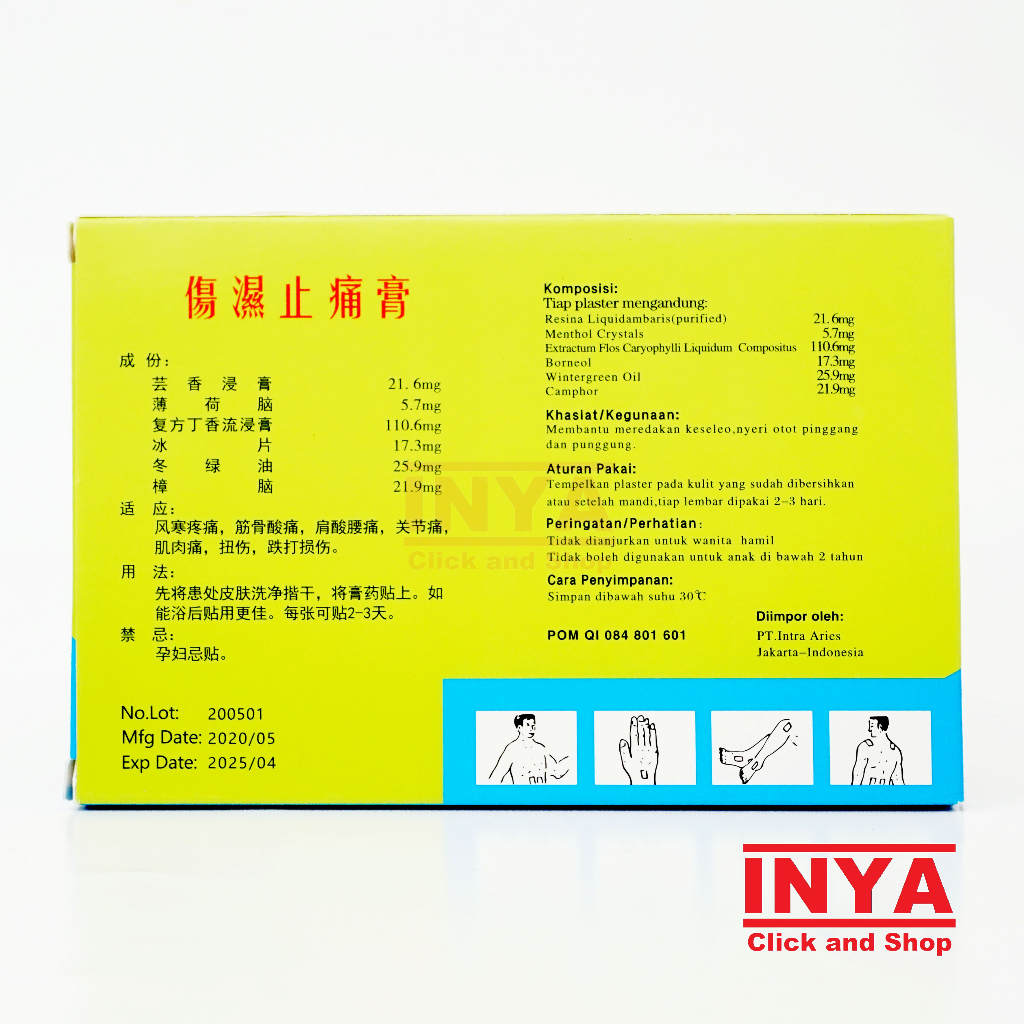 傷濕止痛膏
成份：
芸香浸膏 21.6mg
薄荷脑 5.7mg
复方丁香流浸膏 110.6mg
冰片 17.3mg
冬绿油 25.9mg
樟脑 21.9mg
适应：
风寒疼痛，筋骨酸痛，肩酸腰痛，关节痛，
肌肉痛，扭伤，跌打损伤。
用法：
先将患处皮肤洗净揩干，将膏药贴上。如
能浴后贴用更佳。每张可贴2-3天。
禁忌：
孕妇忌贴。
No.Lot: 200501
Mfg Date: 2020/05
Exp Date: 2025/04
Komposisi:
Tiap plaster mengandung:
Resina Liquidambaris(purified) 21.6mg
Menthol Crystals 5.7mg
Extractum Flos Caryophylli Liquidum Compositus 110.6mg
Borneol 17.3mg
Wintergreen Oil 25.9mg
Camphor 21.9mg
Khasiat/Kegunaan:
Membantu meredakan keseleo,nyeri otot pinggang
dan punggung.
Aturan Pakai:
Tempelkan plaster pada kulit yang sudah dibersihkan
atau setelah mandi,tiap lembar dipakai 2-3 hari.
Peringatan/Perhatian:
Tidak dianjurkan untuk wanita hamil
Tidak boleh digunakan untuk anak di bawah 2 tahun
Cara Penyimpanan:
Simpan dibawah suhu 30℃
Diimpor oleh:
POM QI 084 801 601
PT.Intra Aries
Jakarta-Indonesia
INYA
Click and Shop
INYA
Click and Shop